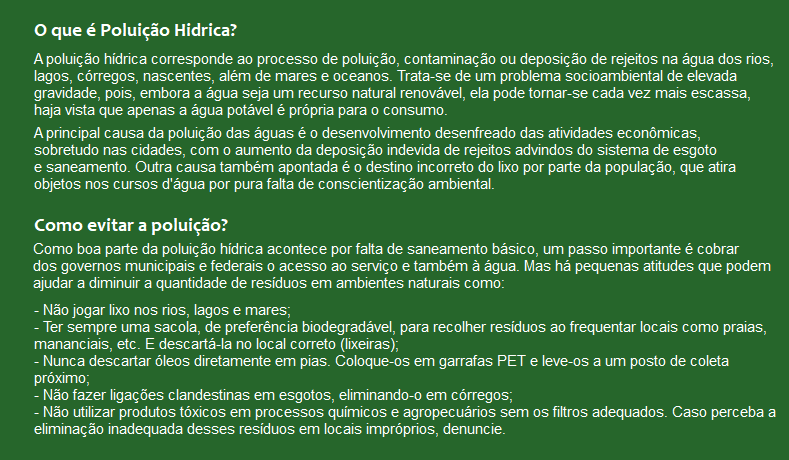 O que é Poluição Hidrica?
A poluição hídrica corresponde ao processo de poluição, contaminação ou deposição de rejeitos na água dos rios,
lagos, córregos, nascentes, além de mares e oceanos. Trata-se de um problema socioambiental de elevada
gravidade, pois, embora a água seja um recurso natural renovável, ela pode tornar-se cada vez mais escassa,
haja vista que apenas a água potável é própria para o consumo.
A principal causa da poluição das águas é o desenvolvimento desenfreado das atividades econômicas,
sobretudo nas cidades, com o aumento da deposição indevida de rejeitos advindos do sistema de esgoto
e saneamento. Outra causa também apontada é o destino incorreto do lixo por parte da população, que atira
objetos nos cursos d'água por pura falta de conscientização ambiental.
Como evitar a poluição?
Como boa parte da poluição hídrica acontece por falta de saneamento básico, um passo importante é cobrar
dos governos municipais e federais o acesso ao serviço e também à água. Mas há pequenas atitudes que podem
ajudar a diminuir a quantidade de resíduos em ambientes naturais como:
- Não jogar lixo nos rios, lagos e mares;
- Ter sempre uma sacola, de preferência biodegradável, para recolher resíduos ao frequentar locais como praias,
mananciais, etc. E descartá-la no local correto (lixeiras);
- Nunca descartar óleos diretamente em pias. Coloque-os em garrafas PET e leve-os a um posto de coleta
próximo;
- Não fazer ligações clandestinas em esgotos, eliminando-o em córregos;
- Não utilizar produtos tóxicos em processos químicos e agropecuários sem os filtros adequados. Caso perceba a
eliminação inadequada desses resíduos em locais impróprios, denuncie.